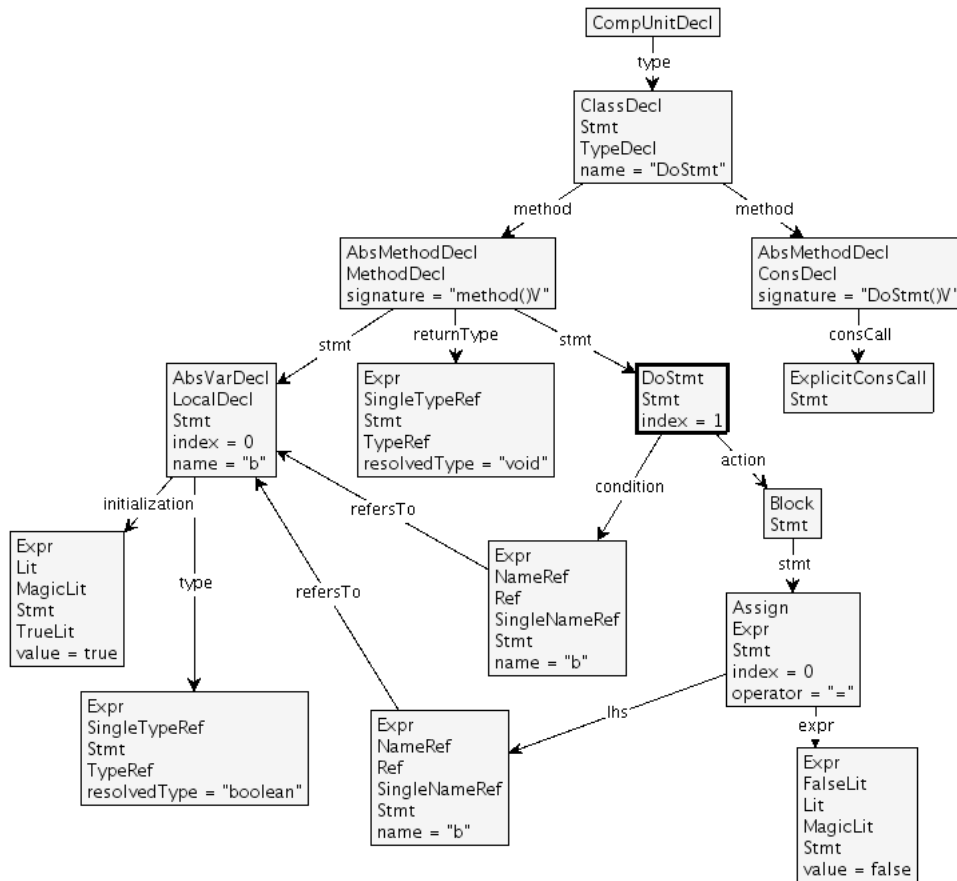 CompUnitDecl
type
ClassDecl
Stmt
TypeDecl
name = "DoStmt"
method
method
AbsMethodDecl
MethodDecl
signature = "method()V"
AbsMethodDecl
ConsDecl
signature = "DoStmt()V"
stmt
returnType
stmt
consCall
AbsVarDecl
LocalDecl
Stmt
index = 0
name = "b"
Expr
SingleTypeRef
Stmt
TypeRef
resolvedType = "void"
DoStmt
Stmt
index = 1
ExplicitConsCall
Stmt
initialization
type
refersTo
refersTo
condition
action
Block
Stmt
stmt
Expr
Lit
MagicLit
Stmt
TrueLit
value = true
Expr
NameRef
Ref
SingleNameRef
Stmt
name = "b"
Assign
Expr
Stmt
index = 0
operator = "="
lhs
expr
Expr
SingleTypeRef
Stmt
TypeRef
resolvedType = "boolean"
Expr
NameRef
Ref
SingleNameRef
Stmt
name = "b"
Expr
FalseLit
Lit
MagicLit
Stmt
value = false